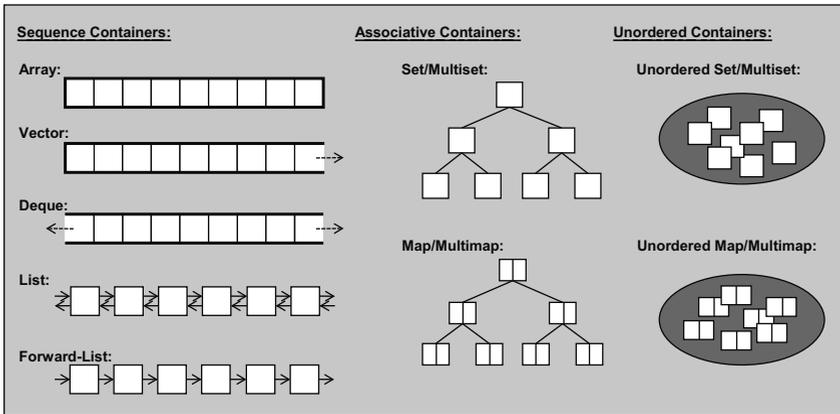 Sequence Containers:
Array:
Vector:
Deque:
List:
Forward-List:
Associative Containers:
Set/Multiset:
Map/Multimap:
Unordered Containers:
Unordered Set/Multiset:
Unordered Map/Multimap: